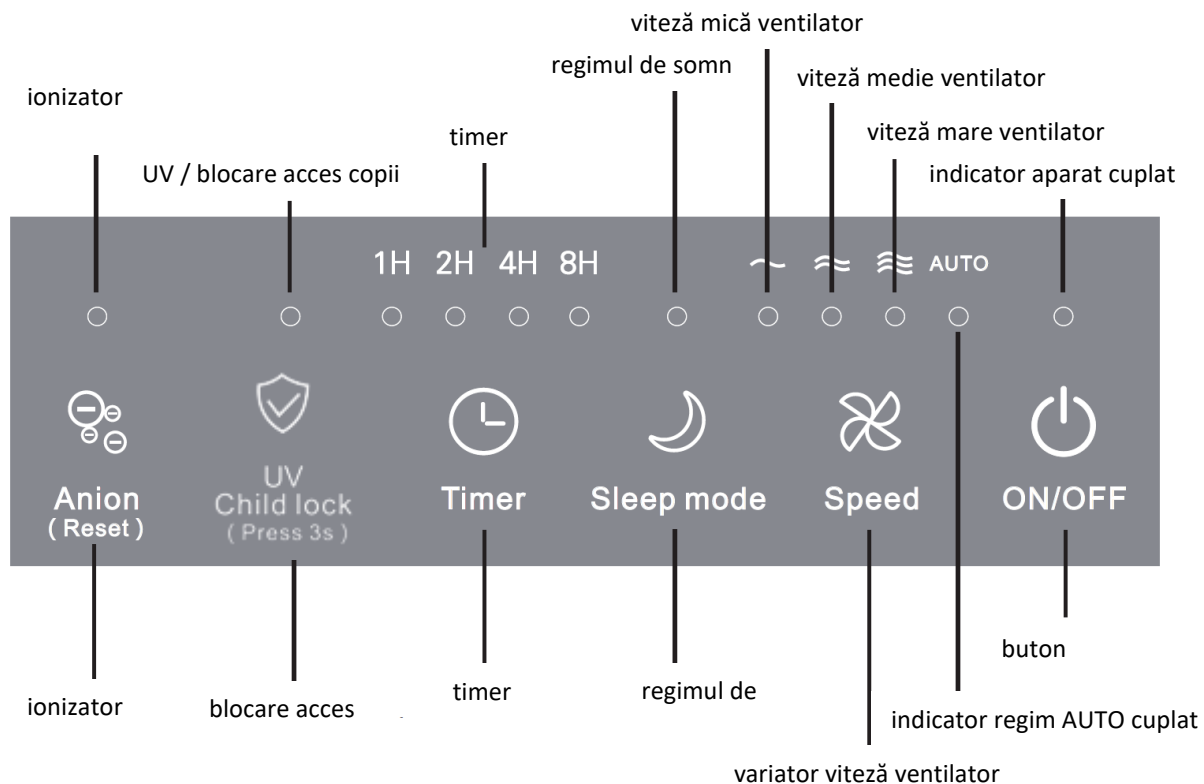 viteză mică ventilator
regimul de somn
viteză medie ventilator
ionizator
timer
viteză mare ventilator
UV / blocare acces copii
indicator aparat cuplat
1H 2H 4H 8H
AUTO
Anion
( Reset )
UV
Child lock
( Press 3s )
Timer
Sleep mode
Speed
ON/OFF
buton
ionizator
blocare acces
timer
regimul de
indicator regim AUTO cuplat
variator viteză ventilator